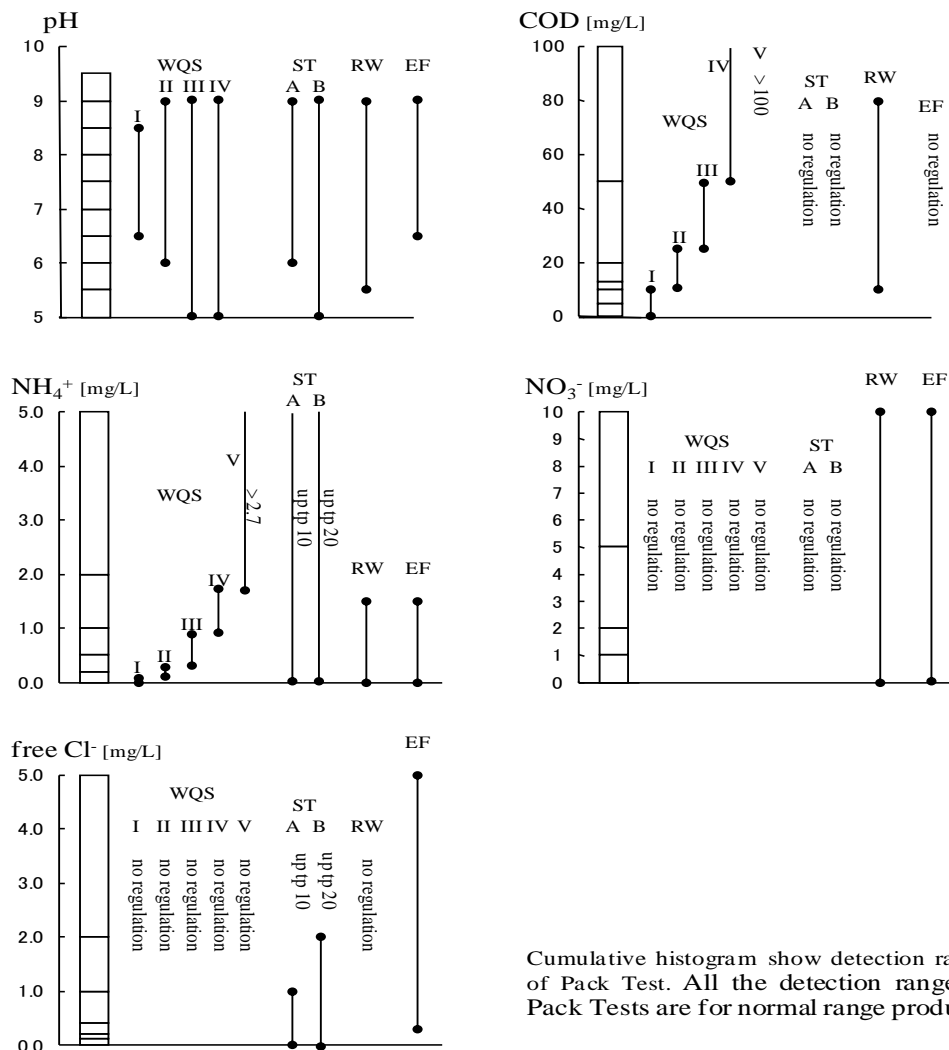 pH
10
9
8
7
6
5
WQS
I
II III IV
ST
A B
RW
EF
COD [mg/L]
100
80
60
40
20
0
WQS
I
II
III
IV
V
> 100
ST
A B
no regulation
no regulation
RW
EF
no regulation
NH₄⁺ [mg/L]
5.0
4.0
3.0
2.0
1.0
0.0
WQS
I
II
III
IV
V
> 2.7
ST
A B
up tp 10
up tp 20
RW
EF
NO₃⁻ [mg/L]
10
9
8
7
6
5
4
3
2
1
0
WQS
I II III IV V
no regulation
no regulation
no regulation
no regulation
no regulation
ST
A B
no regulation
no regulation
RW
EF
free Cl⁻ [mg/L]
5.0
4.0
3.0
2.0
1.0
0.0
WQS
I II III IV V
no regulation
no regulation
no regulation
no regulation
no regulation
ST
A B
up tp 10
up tp 20
RW
no regulation
EF
Cumulative histogram show detection ra
of Pack Test. All the detection range
Pack Tests are for normal range produ